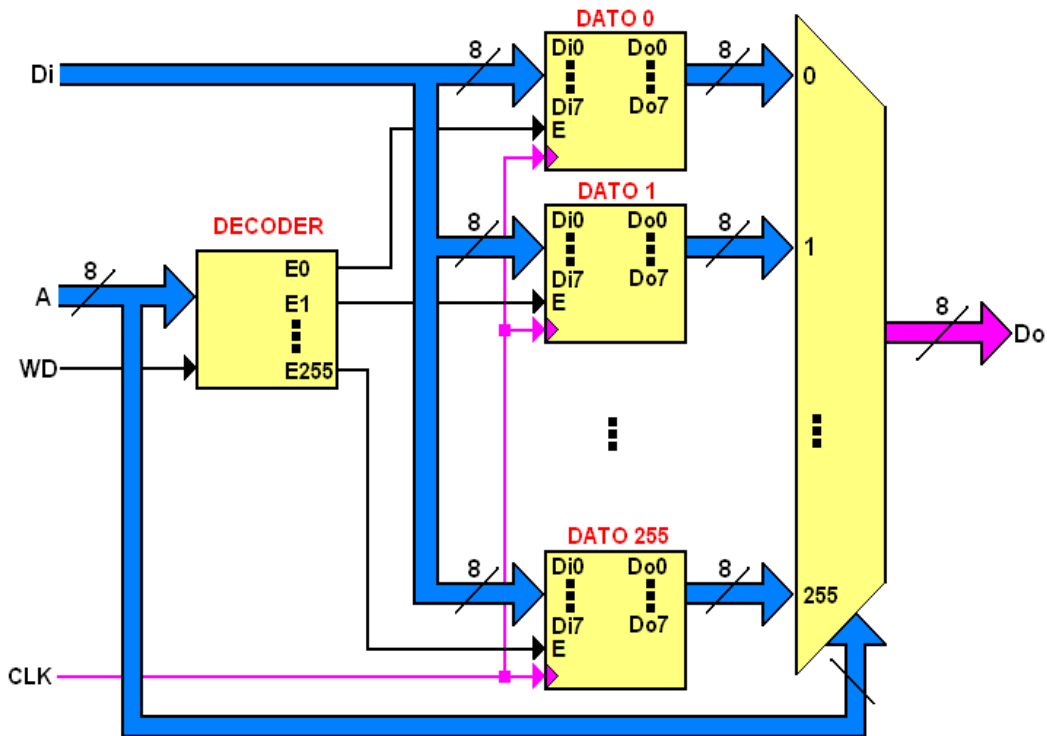 DATO 0
Di
8
Di0
Do0
8
0
Di7
Do7
E
DATO 1
DECODER
8
Di0
Do0
8
1
Di7
Do7
E
A
8
E0
E1
E255
WD
8
Do
DATO 255
8
Di0
Do0
8
255
Di7
Do7
E
CLK